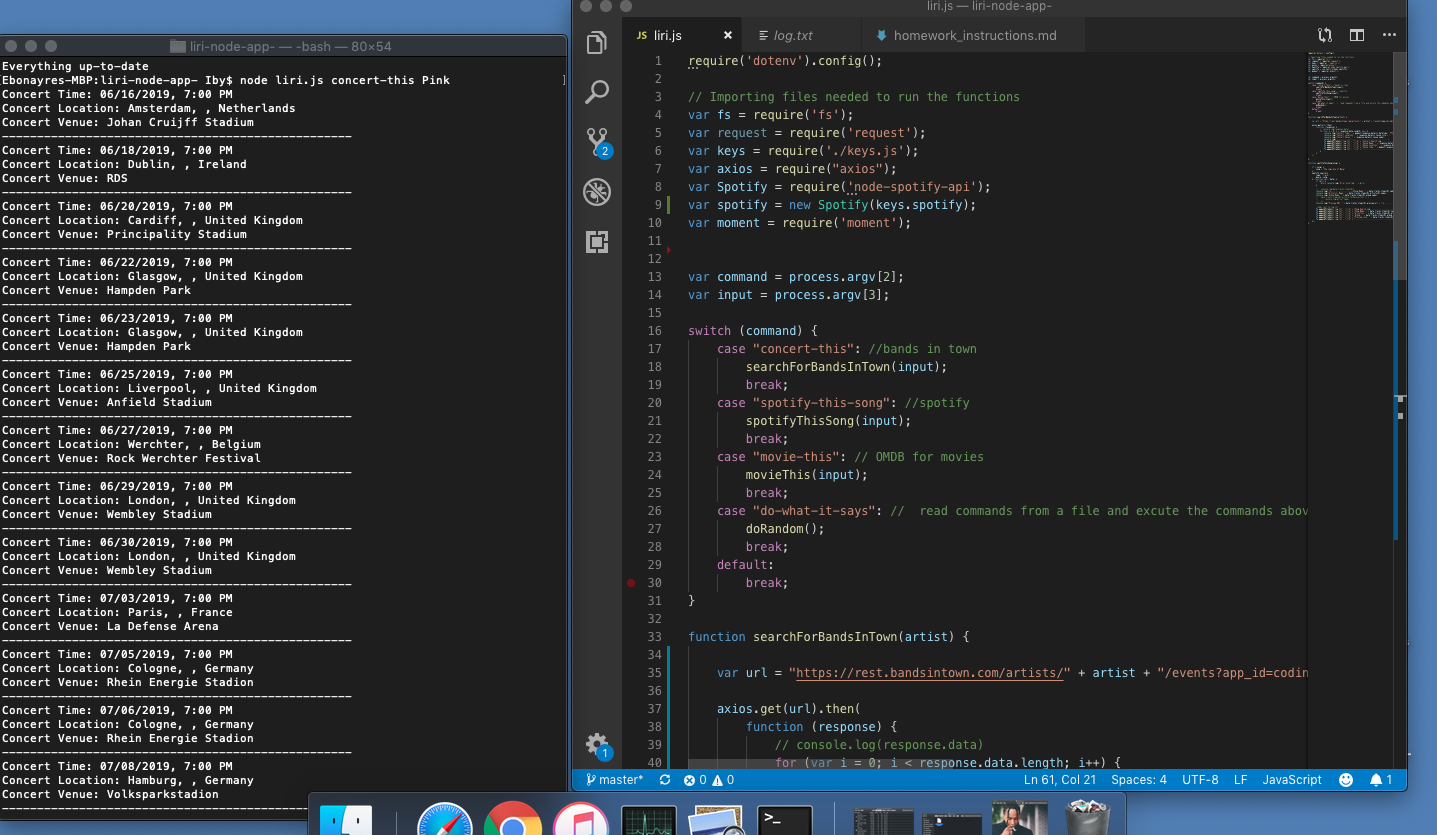 liri-node-app- — -bash — 80×54
Everything up-to-date
[Ebonayres-MBP:liri-node-app- Iby$ node liri.js concert-this Pink ]
Concert Time: 06/16/2019, 7:00 PM
Concert Location: Amsterdam, , Netherlands
Concert Venue: Johan Cruijff Stadium
--------------------------------------------------
Concert Time: 06/18/2019, 7:00 PM
Concert Location: Dublin, , Ireland
Concert Venue: RDS
--------------------------------------------------
Concert Time: 06/20/2019, 7:00 PM
Concert Location: Cardiff, , United Kingdom
Concert Venue: Principality Stadium
--------------------------------------------------
Concert Time: 06/22/2019, 7:00 PM
Concert Location: Glasgow, , United Kingdom
Concert Venue: Hampden Park
--------------------------------------------------
Concert Time: 06/23/2019, 7:00 PM
Concert Location: Glasgow, , United Kingdom
Concert Venue: Hampden Park
--------------------------------------------------
Concert Time: 06/25/2019, 7:00 PM
Concert Location: Liverpool, , United Kingdom
Concert Venue: Anfield Stadium
--------------------------------------------------
Concert Time: 06/27/2019, 7:00 PM
Concert Location: Werchter, , Belgium
Concert Venue: Rock Werchter Festival
--------------------------------------------------
Concert Time: 06/29/2019, 7:00 PM
Concert Location: London, , United Kingdom
Concert Venue: Wembley Stadium
--------------------------------------------------
Concert Time: 06/30/2019, 7:00 PM
Concert Location: London, , United Kingdom
Concert Venue: Wembley Stadium
--------------------------------------------------
Concert Time: 07/03/2019, 7:00 PM
Concert Location: Paris, , France
Concert Venue: La Defense Arena
--------------------------------------------------
Concert Time: 07/05/2019, 7:00 PM
Concert Location: Cologne, , Germany
Concert Venue: Rhein Energie Stadion
--------------------------------------------------
Concert Time: 07/06/2019, 7:00 PM
Concert Location: Cologne, , Germany
Concert Venue: Rhein Energie Stadion
--------------------------------------------------
Concert Time: 07/08/2019, 7:00 PM
Concert Location: Hamburg, , Germany
Concert Venue: Volksparkstadion
--------------------------------------------------
liri.js — liri-node-app-
JS liri.js × log.txt homework_instructions.md
1 require('dotenv').config();
2
3 // Importing files needed to run the functions
4 var fs = require('fs');
5 var request = require('request');
6 var keys = require('./keys.js');
7 var axios = require("axios");
8 var Spotify = require('node-spotify-api');
9 var spotify = new Spotify(keys.spotify);
10 var moment = require('moment');
11
12
13 var command = process.argv[2];
14 var input = process.argv[3];
15
16 switch (command) {
17 case "concert-this": //bands in town
18 searchForBandsInTown(input);
19 break;
20 case "spotify-this-song": //spotify
21 spotifyThisSong(input);
22 break;
23 case "movie-this": // OMDB for movies
24 movieThis(input);
25 break;
26 case "do-what-it-says": //  read commands from a file and excute the commands abov
27 doRandom();
28 break;
29 default:
30 break;
31 }
32
33 function searchForBandsInTown(artist) {
34
35 var url = "https://rest.bandsintown.com/artists/" + artist + "/events?app_id=codin
36
37 axios.get(url).then(
38 function (response) {
39 // console.log(response.data)
40 for (var i = 0; i < response.data.length; i++) {
2
1
master* 0 0 Ln 61, Col 21 Spaces: 4 UTF-8 LF JavaScript 1
>_